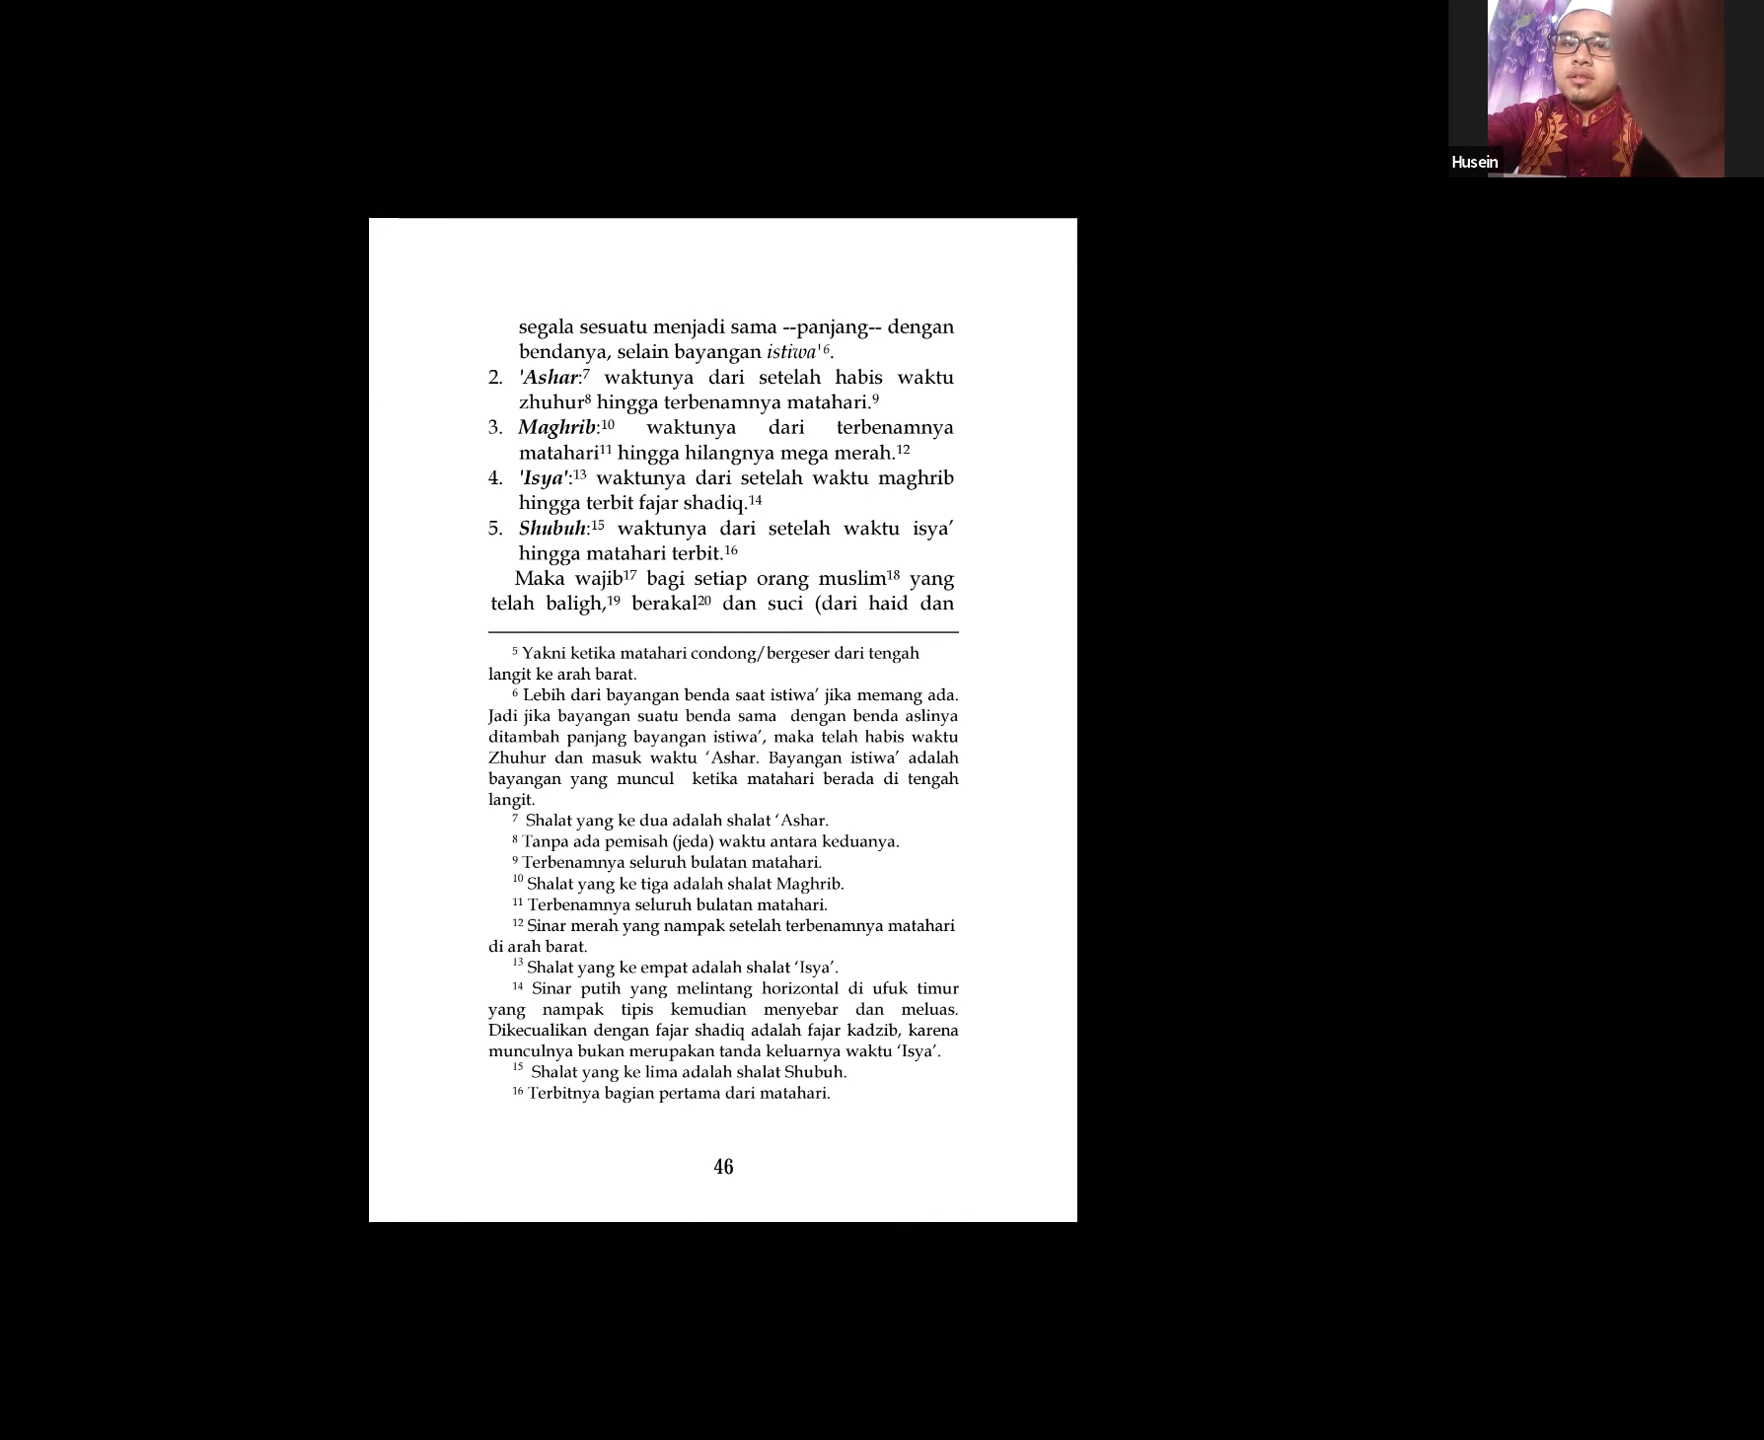 Husein
segala sesuatu menjadi sama --panjang-- dengan
bendanya, selain bayangan istiwa'⁶.
2. 'Ashar:⁷ waktunya dari setelah habis waktu
zhuhur⁸ hingga terbenamnya matahari.⁹
3. Maghrib:¹⁰ waktunya dari terbenamnya
matahari¹¹ hingga hilangnya mega merah.¹²
4. 'Isya':¹³ waktunya dari setelah waktu maghrib
hingga terbit fajar shadiq.¹⁴
5. Shubuh:¹⁵ waktunya dari setelah waktu isya’
hingga matahari terbit.¹⁶
Maka wajib¹⁷ bagi setiap orang muslim¹⁸ yang
telah baligh,¹⁹ berakal²⁰ dan suci (dari haid dan
⁵ Yakni ketika matahari condong/bergeser dari tengah
langit ke arah barat.
⁶ Lebih dari bayangan benda saat istiwa’ jika memang ada.
Jadi jika bayangan suatu benda sama dengan benda aslinya
ditambah panjang bayangan istiwa’, maka telah habis waktu
Zhuhur dan masuk waktu ‘Ashar. Bayangan istiwa’ adalah
bayangan yang muncul ketika matahari berada di tengah
langit.
⁷ Shalat yang ke dua adalah shalat ‘Ashar.
⁸ Tanpa ada pemisah (jeda) waktu antara keduanya.
⁹ Terbenamnya seluruh bulatan matahari.
¹⁰ Shalat yang ke tiga adalah shalat Maghrib.
¹¹ Terbenamnya seluruh bulatan matahari.
¹² Sinar merah yang nampak setelah terbenamnya matahari
di arah barat.
¹³ Shalat yang ke empat adalah shalat ‘Isya’.
¹⁴ Sinar putih yang melintang horizontal di ufuk timur
yang nampak tipis kemudian menyebar dan meluas.
Dikecualikan dengan fajar shadiq adalah fajar kadzib, karena
munculnya bukan merupakan tanda keluarnya waktu ‘Isya’.
¹⁵ Shalat yang ke lima adalah shalat Shubuh.
¹⁶ Terbitnya bagian pertama dari matahari.
46